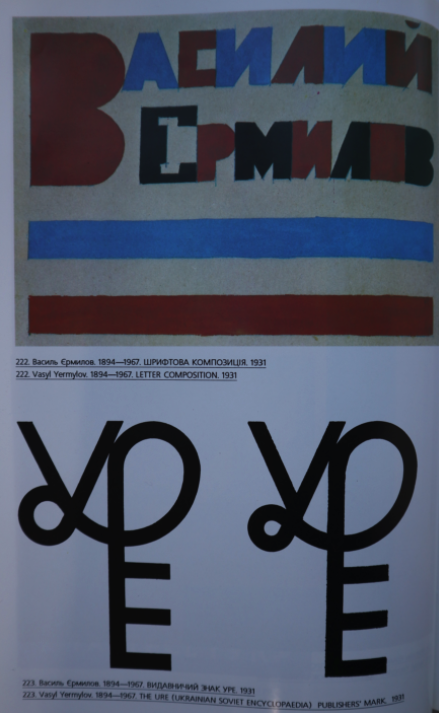 ВАСИЛИЙ
ЕРМИЛОВ
222. Василь Єрмилов. 1894—1967. ШРИФТОВА КОМПОЗИЦІЯ. 1931
222. Vasyl Yermylov. 1894—1967. LETTER COMPOSITION. 1931
УРЕ УРЕ
223. Василь Єрмилов. 1894—1967. ВИДАВНИЧИЙ ЗНАК УРЕ. 1931
223. Vasyl Yermylov. 1894—1967. THE URE (UKRAINIAN SOVIET ENCYCLOPAEDIA) PUBLISHERS' MARK. 1931